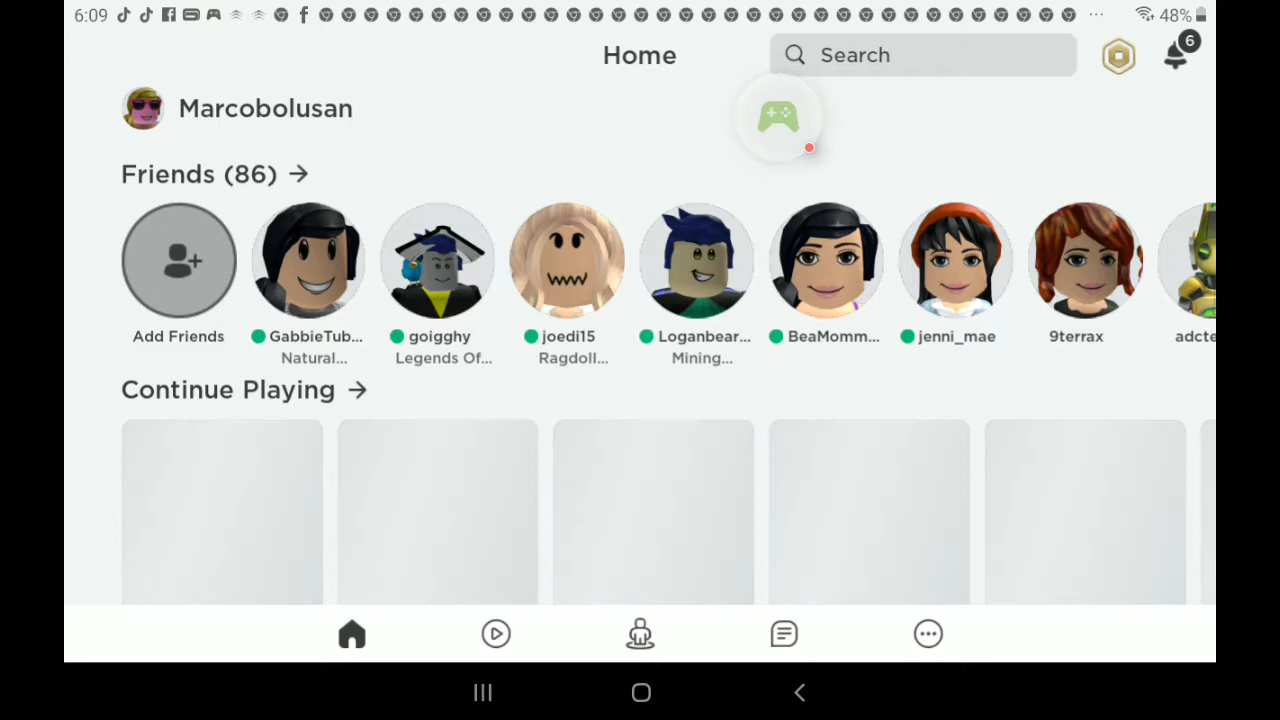 6:09 48%
Home
Search
6
Marcobolusan
Friends (86)
Add Friends
GabbieTub...
Natural...
goigghy
Legends Of...
joedi15
Ragdoll...
Loganbear...
Mining...
BeaMomm...
jenni_mae
9terrax
adcte
Continue Playing